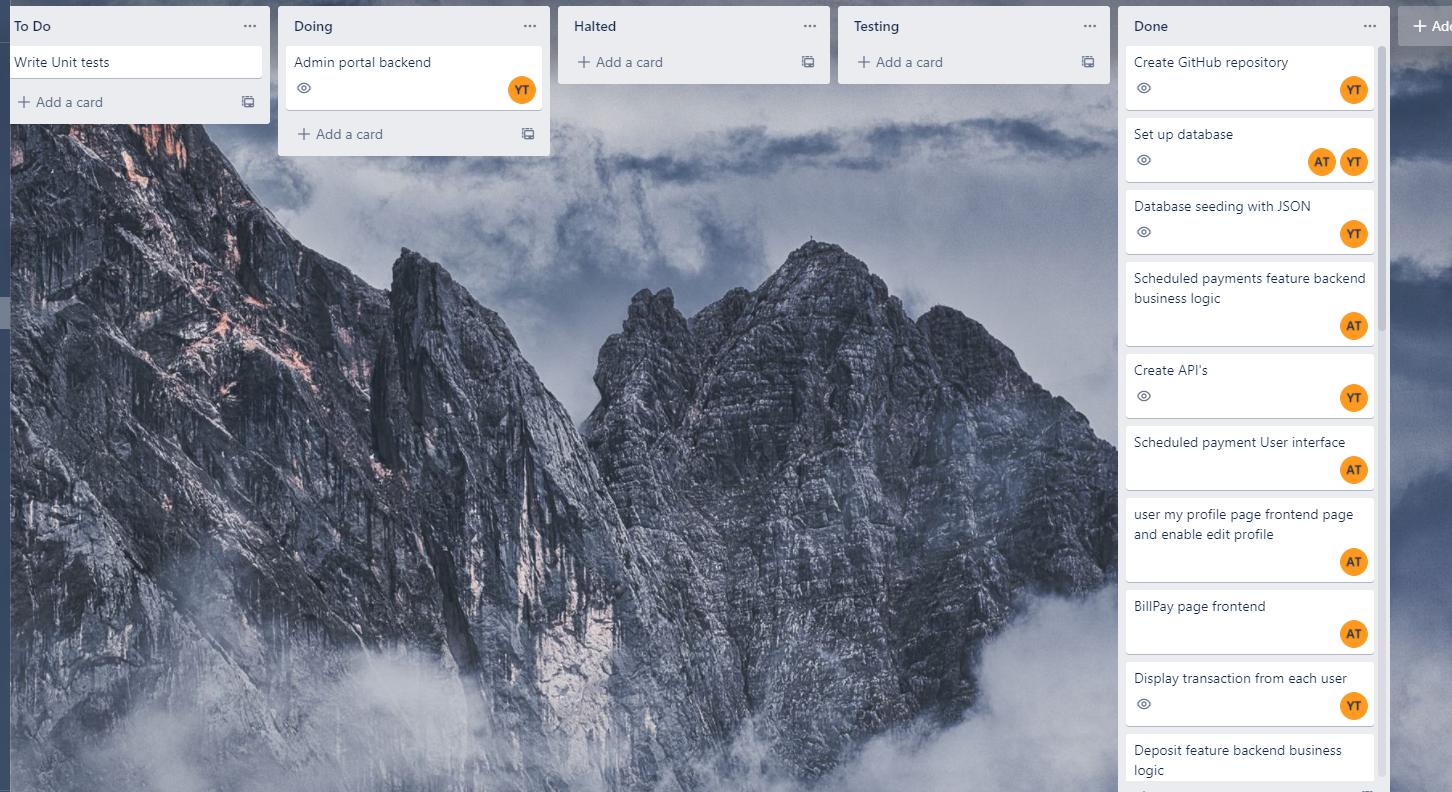 To Do
Write Unit tests
Add a card
Doing
Admin portal backend
YT
Add a card
Halted
Add a card
Testing
Add a card
Done
Create GitHub repository
YT
Set up database
AT YT
Database seeding with JSON
YT
Scheduled payments feature backend
business logic
AT
Create API's
YT
Scheduled payment User interface
AT
user my profile page frontend page
and enable edit profile
AT
BillPay page frontend
AT
Display transaction from each user
YT
Deposit feature backend business
logic